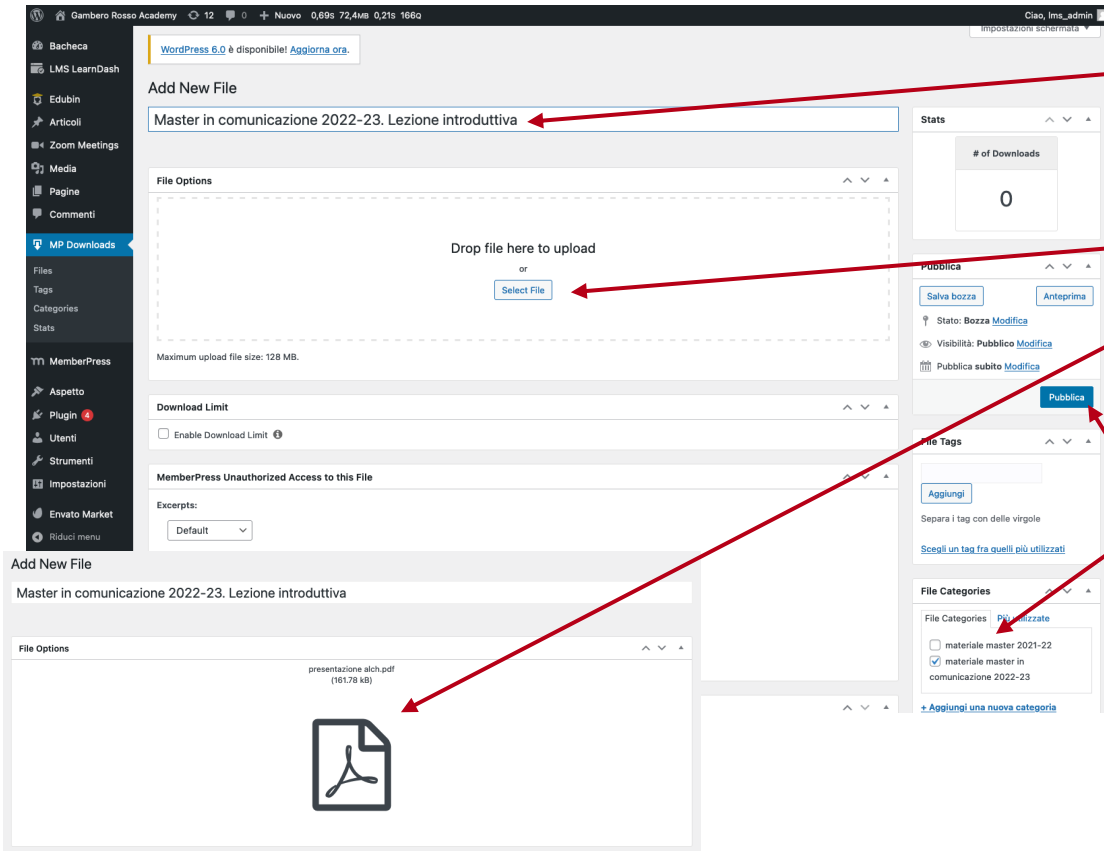 Gambero Rosso Academy 12 0 + Nuovo 0,69s 72,4MB 0,21s 166Q
Ciao, lms_admin
Impostazioni schermata
Bacheca
LMS LearnDash
Edubin
Articoli
Zoom Meetings
Media
Pagine
Commenti
MP Downloads
Files
Tags
Categories
Stats
MemberPress
Aspetto
Plugin 4
Utenti
Strumenti
Impostazioni
Envato Market
Riduci menu
WordPress 6.0 è disponibile! Aggiorna ora.
Add New File
Master in comunicazione 2022-23. Lezione introduttiva
File Options
Drop file here to upload
or
Select File
Maximum upload file size: 128 MB.
Download Limit
Enable Download Limit
MemberPress Unauthorized Access to this File
Excerpts:
Default
Stats
# of Downloads
0
Pubblica
Salva bozza Anteprima
Stato: Bozza Modifica
Visibilità: Pubblico Modifica
Pubblica subito Modifica
Pubblica
File Tags
Aggiungi
Separa i tag con delle virgole
Scegli un tag fra quelli più utilizzati
File Categories
File Categories Più utilizzate
materiale master 2021-22
materiale master in
comunicazione 2022-23
+ Aggiungi una nuova categoria
Add New File
Master in comunicazione 2022-23. Lezione introduttiva
File Options
presentazione alch.pdf
(161.78 kB)